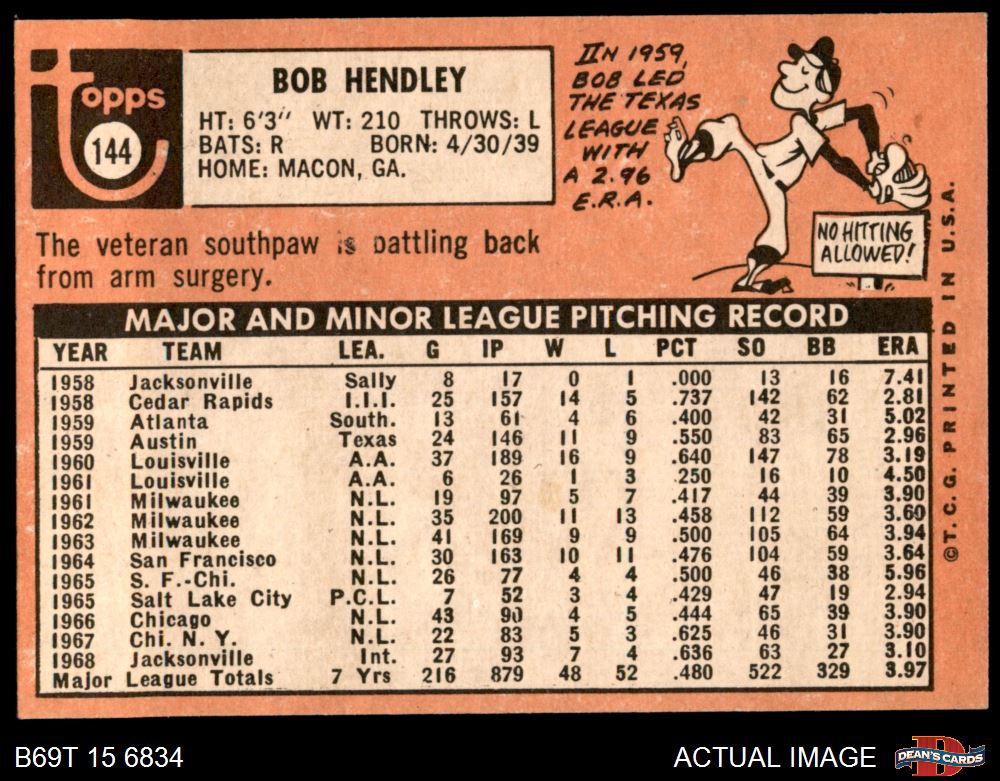 topps
144
BOB HENDLEY
HT: 6'3" WT: 210 THROWS: L
BATS: R BORN: 4/30/39
HOME: MACON, GA.
IN 1959,
BOB LED
THE TEXAS
LEAGUE
WITH
A 2.96
E.R.A.
NO HITTING
ALLOWED!
The veteran southpaw is battling back
from arm surgery.
MAJOR AND MINOR LEAGUE PITCHING RECORD
YEAR TEAM LEA. G IP W L PCT SO BB ERA
1958 Jacksonville Sally 8 17 0 1 .000 13 16 7.41
1958 Cedar Rapids I.I.I. 25 157 14 5 .737 142 62 2.81
1959 Atlanta South. 13 61 4 6 .400 42 31 5.02
1959 Austin Texas 24 146 11 9 .550 83 65 2.96
1960 Louisville A.A. 37 189 16 9 .640 147 78 3.19
1961 Louisville A.A. 6 26 1 3 .250 16 10 4.50
1961 Milwaukee N.L. 19 97 5 7 .417 44 39 3.90
1962 Milwaukee N.L. 35 200 11 13 .458 112 59 3.60
1963 Milwaukee N.L. 41 169 9 9 .500 105 64 3.94
1964 San Francisco N.L. 30 163 10 11 .476 104 59 3.64
1965 S. F.-Chi. N.L. 26 77 4 4 .500 46 38 5.96
1965 Salt Lake City P.C.L. 7 52 3 4 .429 47 19 2.94
1966 Chicago N.L. 43 90 4 5 .444 65 39 3.90
1967 Chi. N. Y. N.L. 22 83 5 3 .625 46 31 3.90
1968 Jacksonville Int. 27 93 7 4 .636 63 27 3.10
Major League Totals 7 Yrs 216 879 48 52 .480 522 329 3.97
©T.C.G. PRINTED IN U.S.A.
B69T 15 6834
ACTUAL IMAGE
DEAN'S CARDS